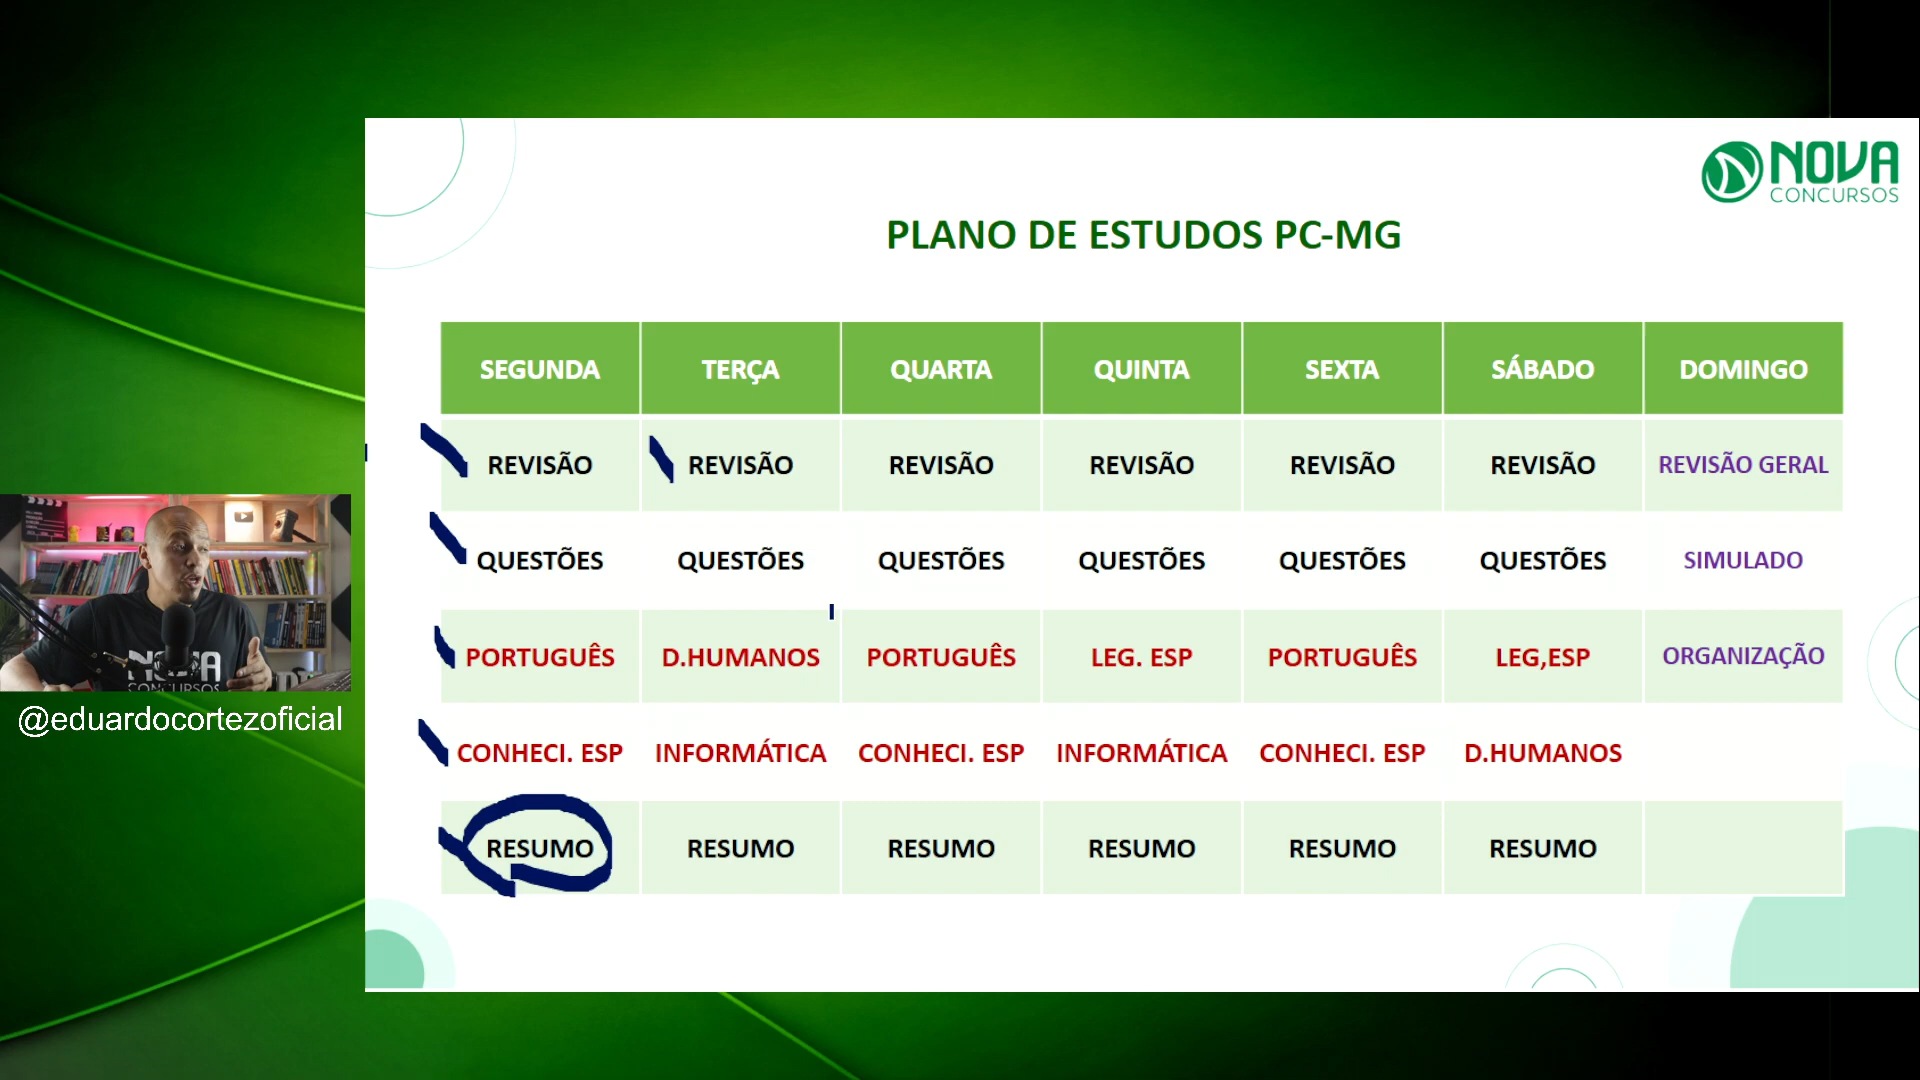 NOVA
CONCURSOS
PLANO DE ESTUDOS PC-MG
SEGUNDA TERÇA QUARTA QUINTA SEXTA SÁBADO DOMINGO
REVISÃO REVISÃO REVISÃO REVISÃO REVISÃO REVISÃO REVISÃO GERAL
QUESTÕES QUESTÕES QUESTÕES QUESTÕES QUESTÕES QUESTÕES SIMULADO
PORTUGUÊS D.HUMANOS PORTUGUÊS LEG. ESP PORTUGUÊS LEG,ESP ORGANIZAÇÃO
CONHECI. ESP INFORMÁTICA CONHECI. ESP INFORMÁTICA CONHECI. ESP D.HUMANOS
RESUMO RESUMO RESUMO RESUMO RESUMO RESUMO
NOVA
CONCURSOS
@eduardocortezoficial